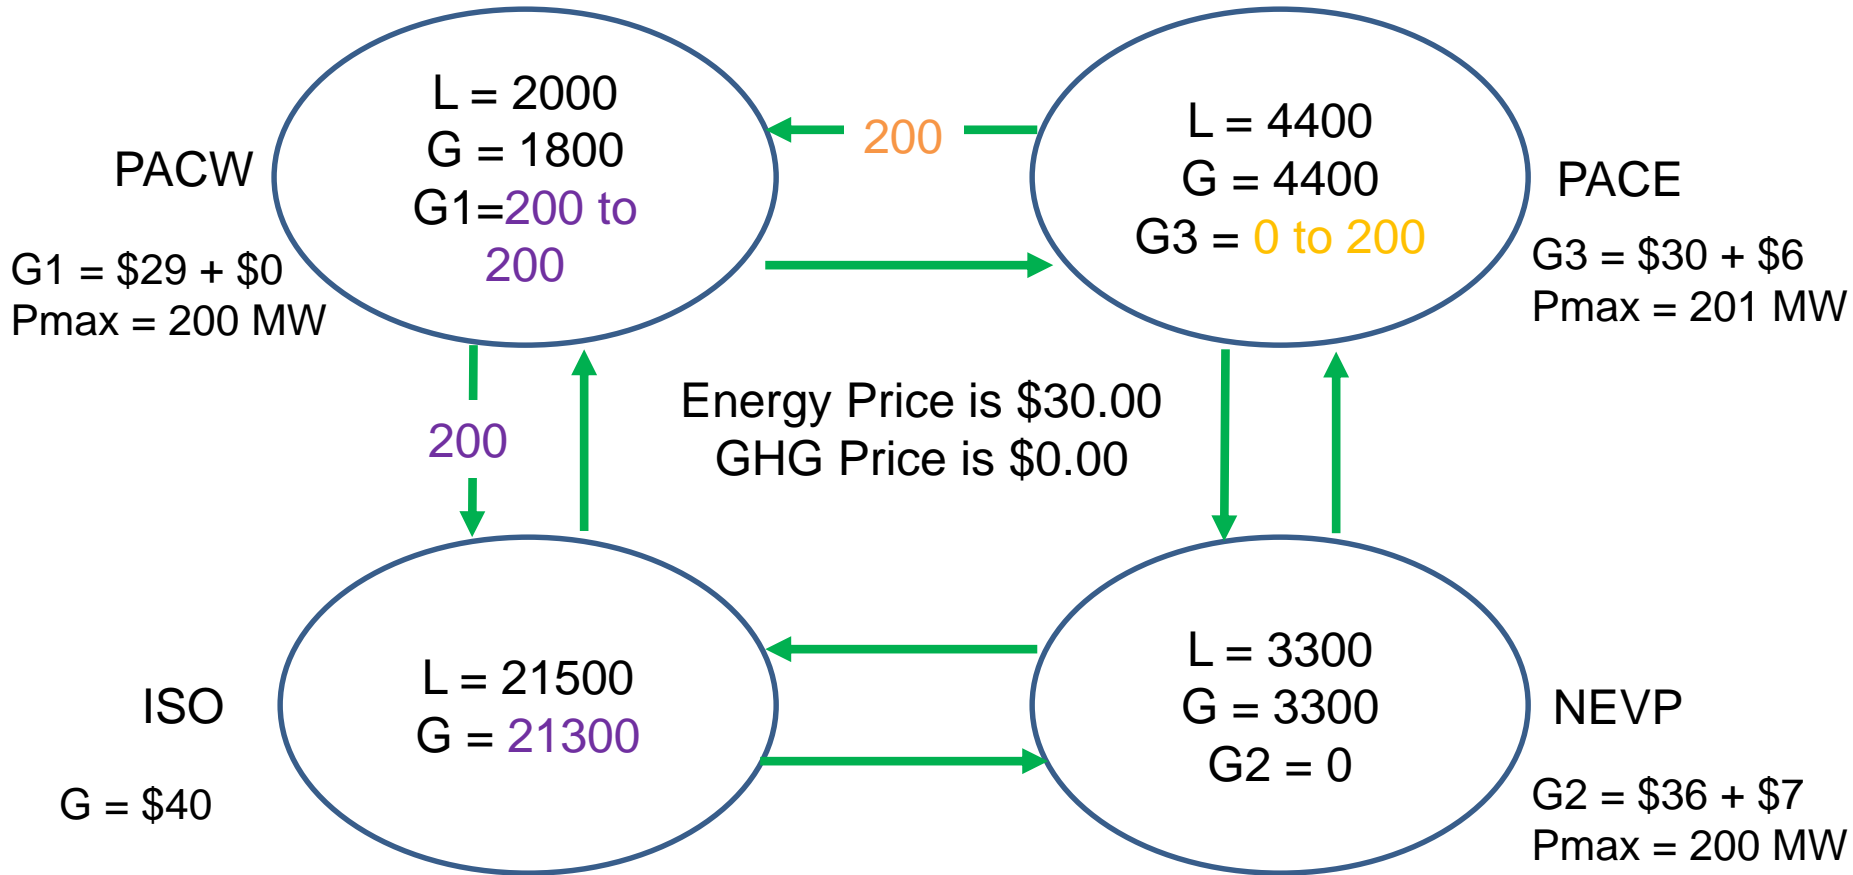 L = 2000
G = 1800
G1=200 to
200
PACW
G1 = $29 + $0
Pmax = 200 MW
200
L = 4400
G = 4400
G3 = 0 to 200
PACE
G3 = $30 + $6
Pmax = 201 MW
200
Energy Price is $30.00
GHG Price is $0.00
ISO
L = 21500
G = 21300
G = $40
L = 3300
G = 3300
G2 = 0
NEVP
G2 = $36 + $7
Pmax = 200 MW